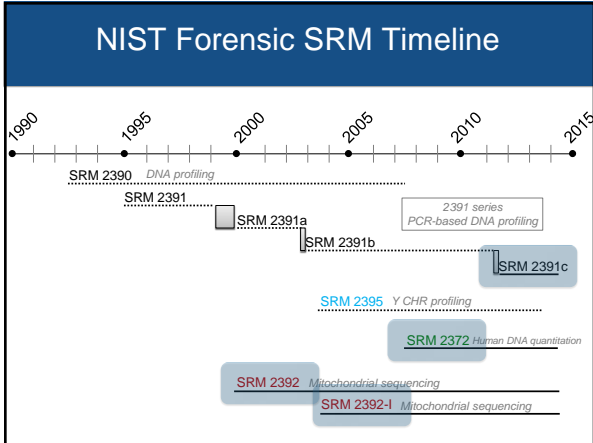 NIST Forensic SRM Timeline
1990 1995 2000 2005 2010 2015
SRM 2390 DNA profiling
SRM 2391
2391 series
PCR-based DNA profiling
SRM 2391a
SRM 2391b
SRM 2391c
SRM 2395 Y CHR profiling
SRM 2372 Human DNA quantitation
SRM 2392 Mitochondrial sequencing
SRM 2392-I Mitochondrial sequencing